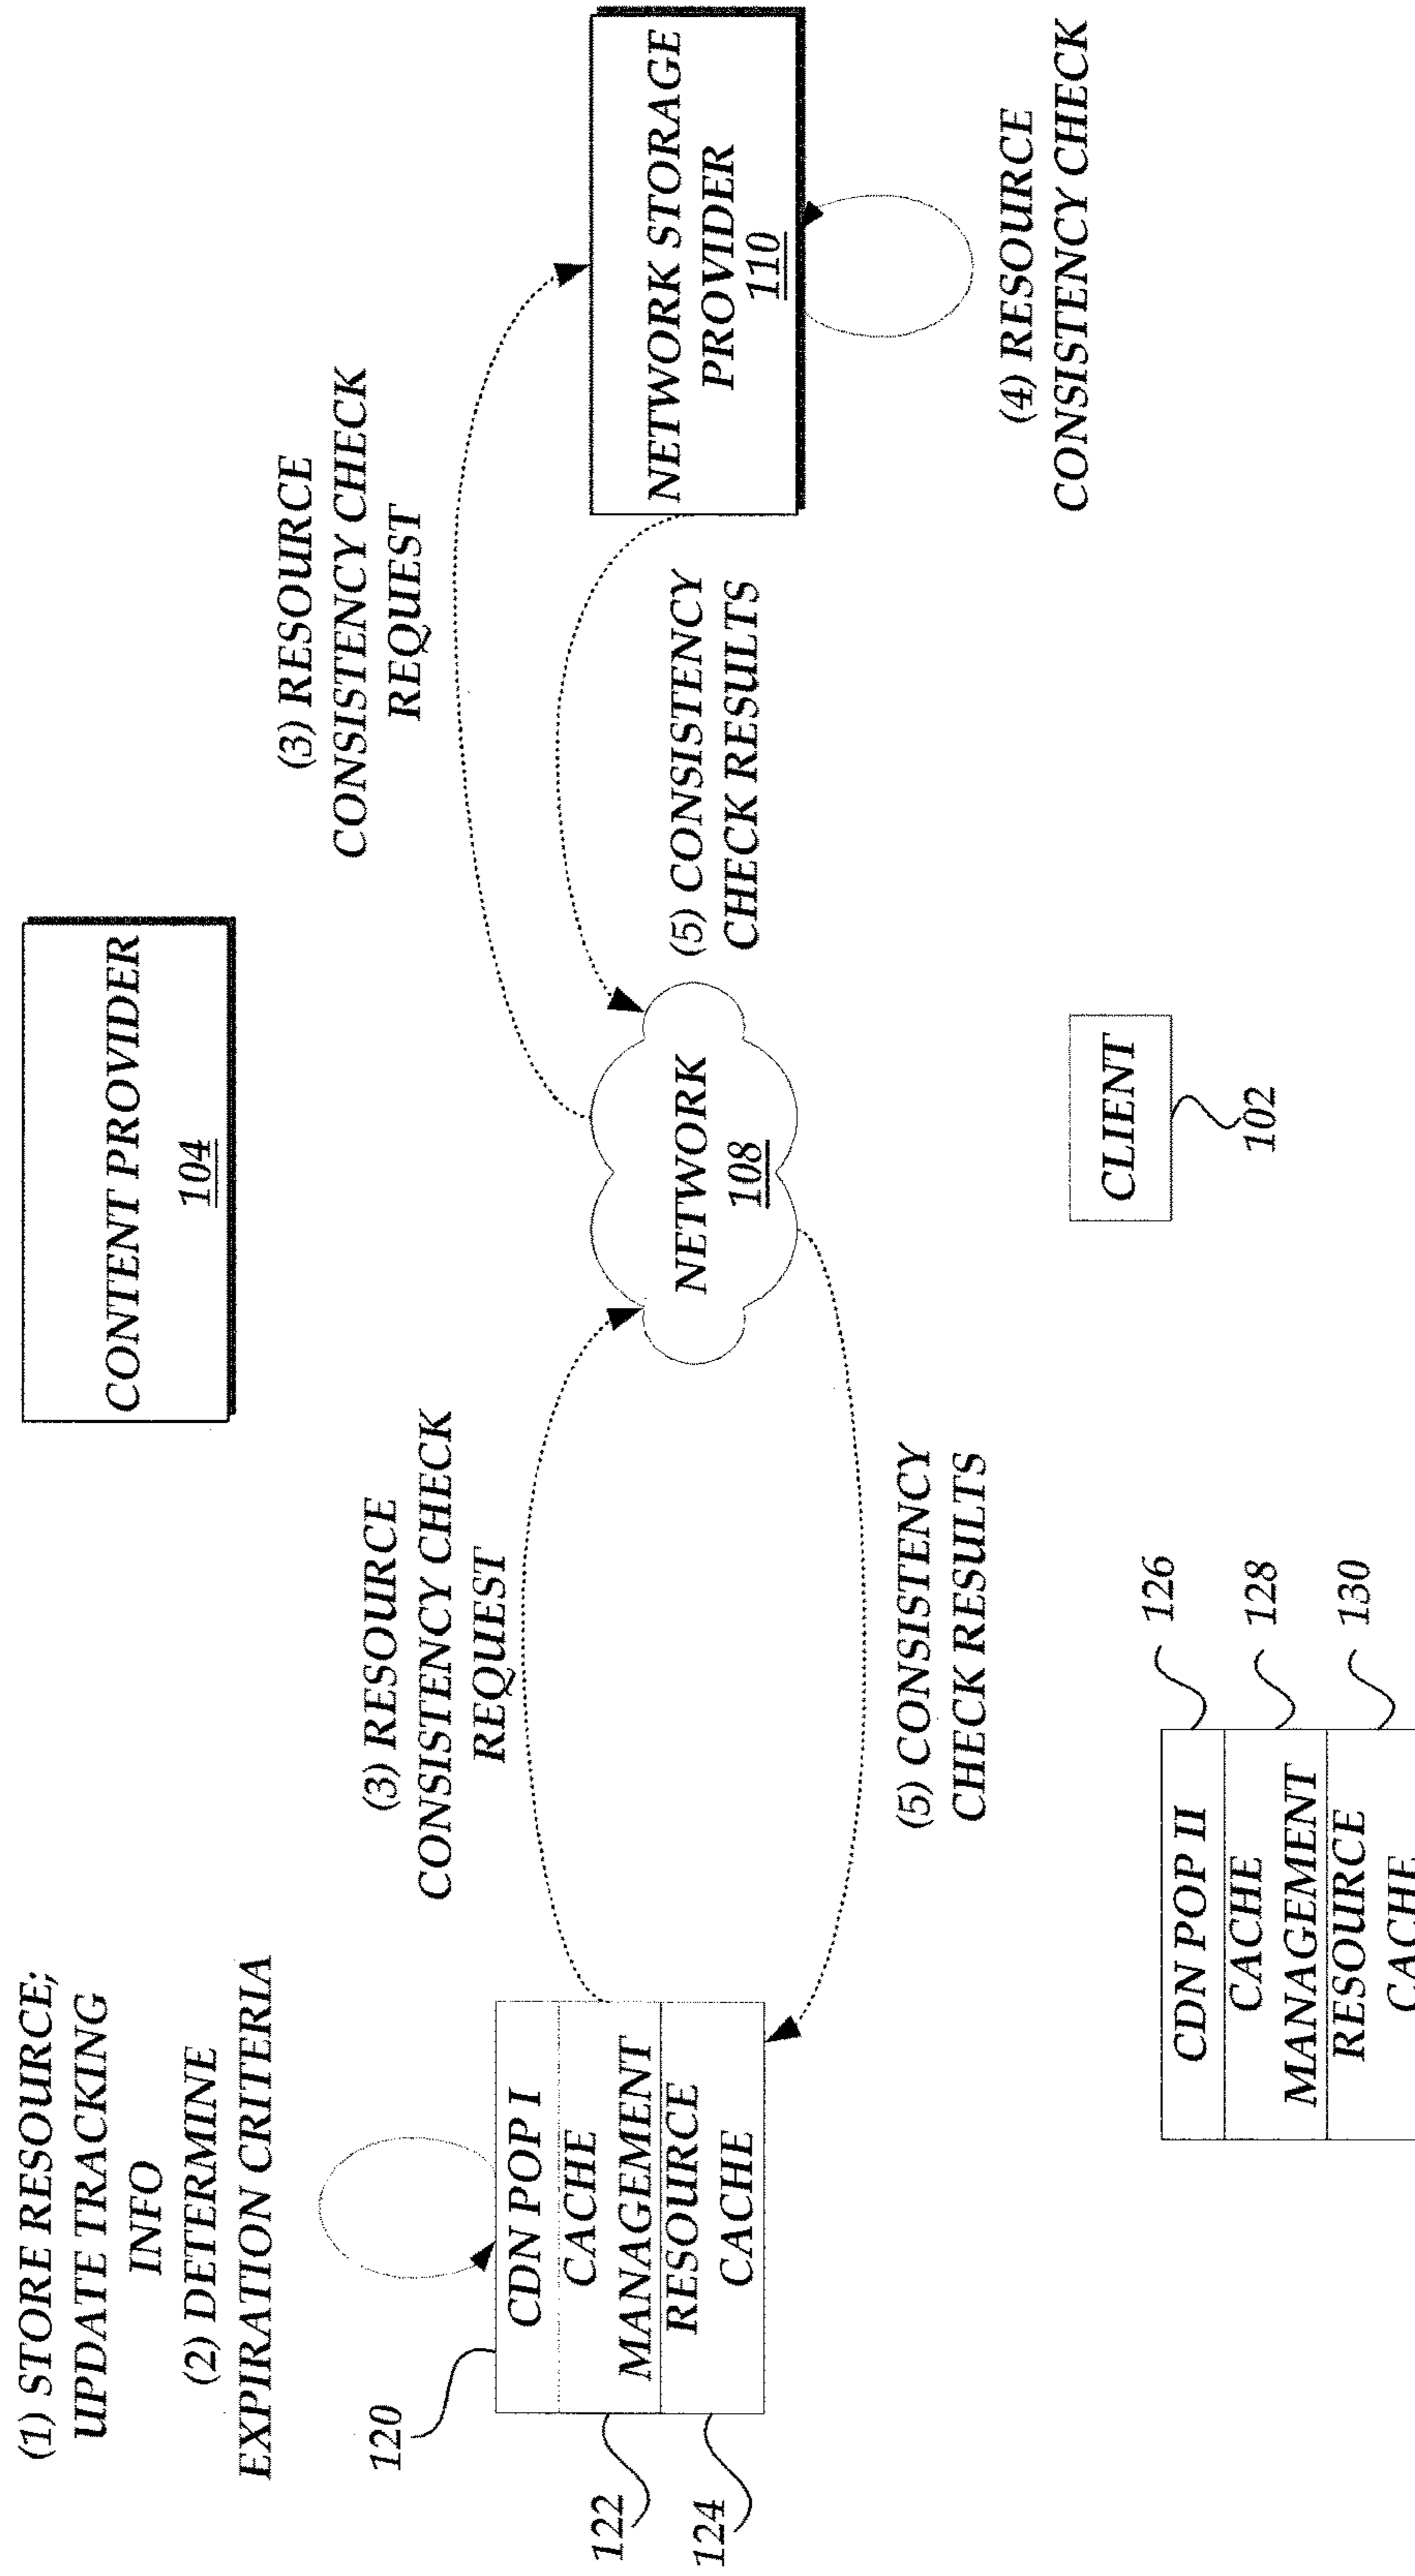 (1) STORE RESOURCE;
UPDATE TRACKING
INFO
(2) DETERMINE
EXPIRATION CRITERIA
120
CDN POP I
122
CACHE
MANAGEMENT
124
RESOURCE
CACHE
(3) RESOURCE
CONSISTENCY CHECK
REQUEST
(5) CONSISTENCY
CHECK RESULTS
CONTENT PROVIDER
104
NETWORK
108
(3) RESOURCE
CONSISTENCY CHECK
REQUEST
(5) CONSISTENCY
CHECK RESULTS
NETWORK STORAGE
PROVIDER
110
(4) RESOURCE
CONSISTENCY CHECK
CLIENT
102
CDN POP II
126
CACHE
MANAGEMENT
128
RESOURCE
CACHE
130